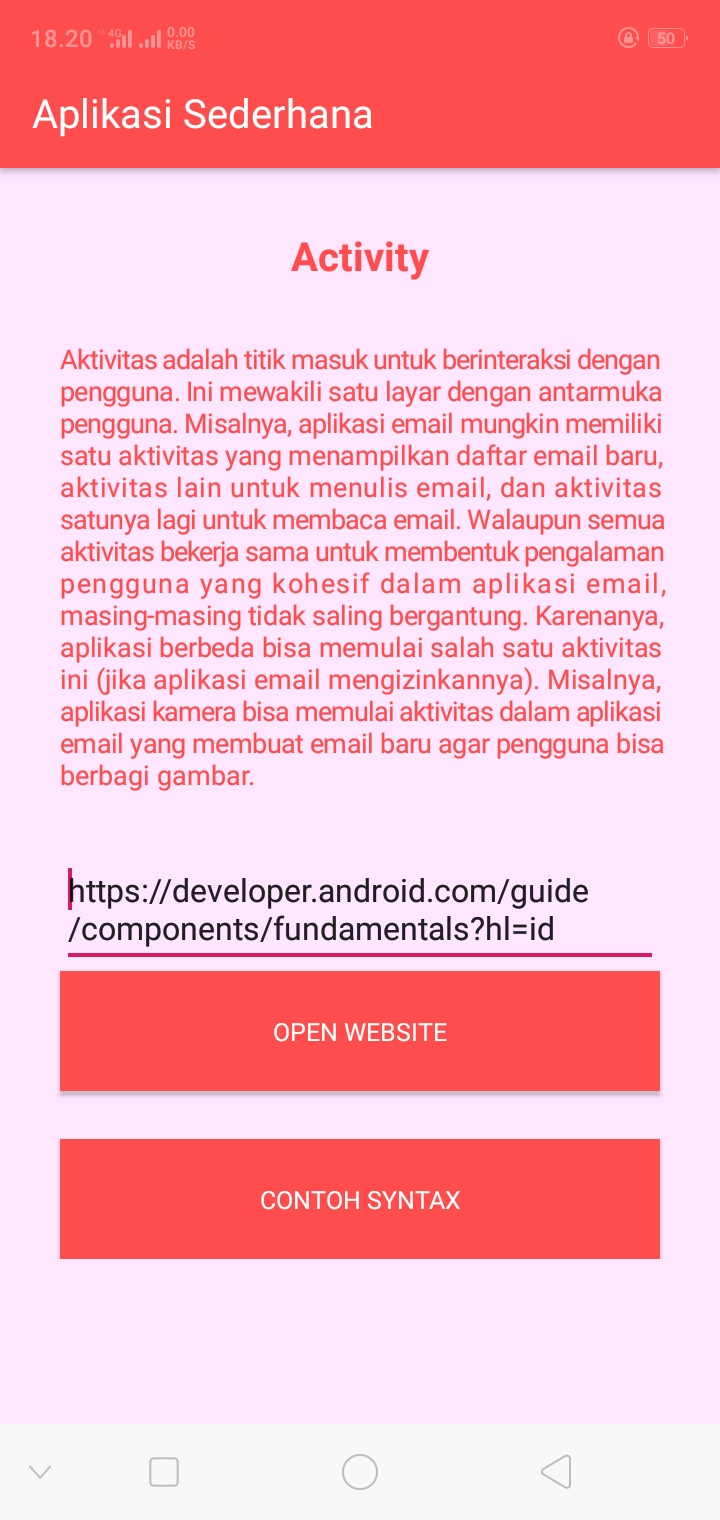 18.20 4G 0.00 KB/S 50
Aplikasi Sederhana
Activity
Aktivitas adalah titik masuk untuk berinteraksi dengan
pengguna. Ini mewakili satu layar dengan antarmuka
pengguna. Misalnya, aplikasi email mungkin memiliki
satu aktivitas yang menampilkan daftar email baru,
aktivitas lain untuk menulis email, dan aktivitas
satunya lagi untuk membaca email. Walaupun semua
aktivitas bekerja sama untuk membentuk pengalaman
pengguna yang kohesif dalam aplikasi email,
masing-masing tidak saling bergantung. Karenanya,
aplikasi berbeda bisa memulai salah satu aktivitas
ini (jika aplikasi email mengizinkannya). Misalnya,
aplikasi kamera bisa memulai aktivitas dalam aplikasi
email yang membuat email baru agar pengguna bisa
berbagi gambar.
https://developer.android.com/guide
/components/fundamentals?hl=id
OPEN WEBSITE
CONTOH SYNTAX